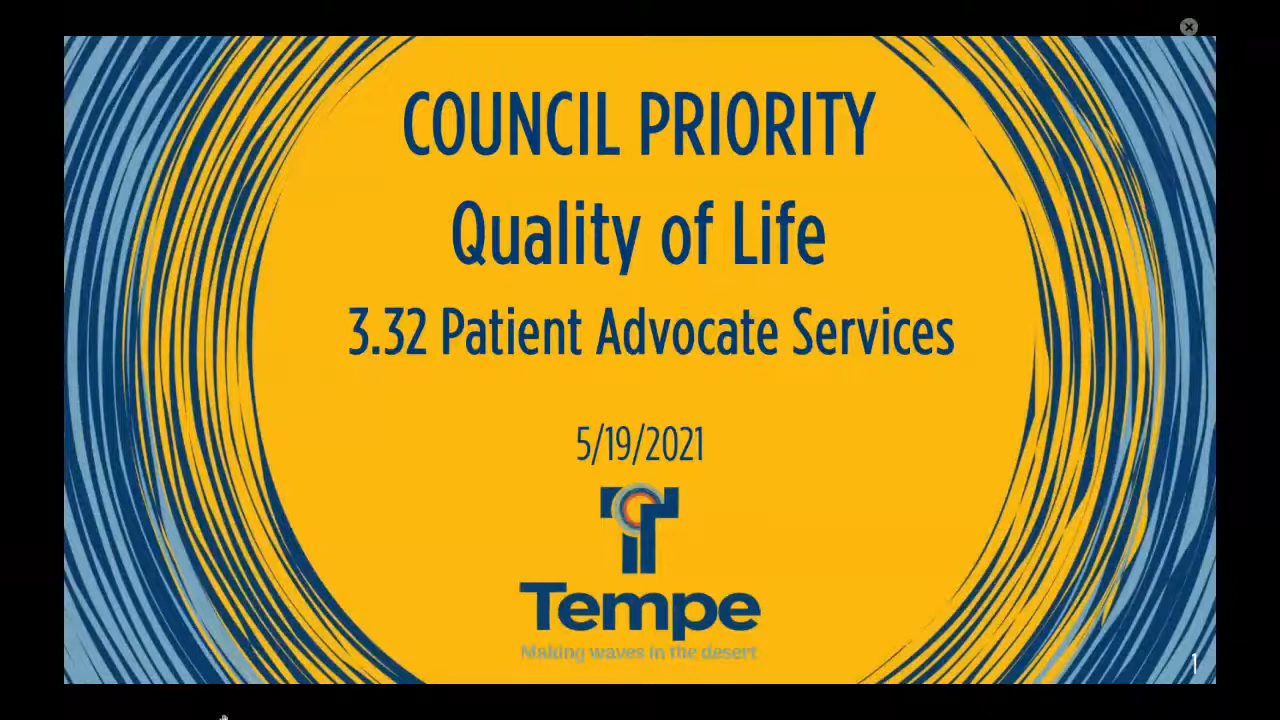 COUNCIL PRIORITY
Quality of Life
3.32 Patient Advocate Services
5/19/2021
Tempe
Making waves in the desert
1